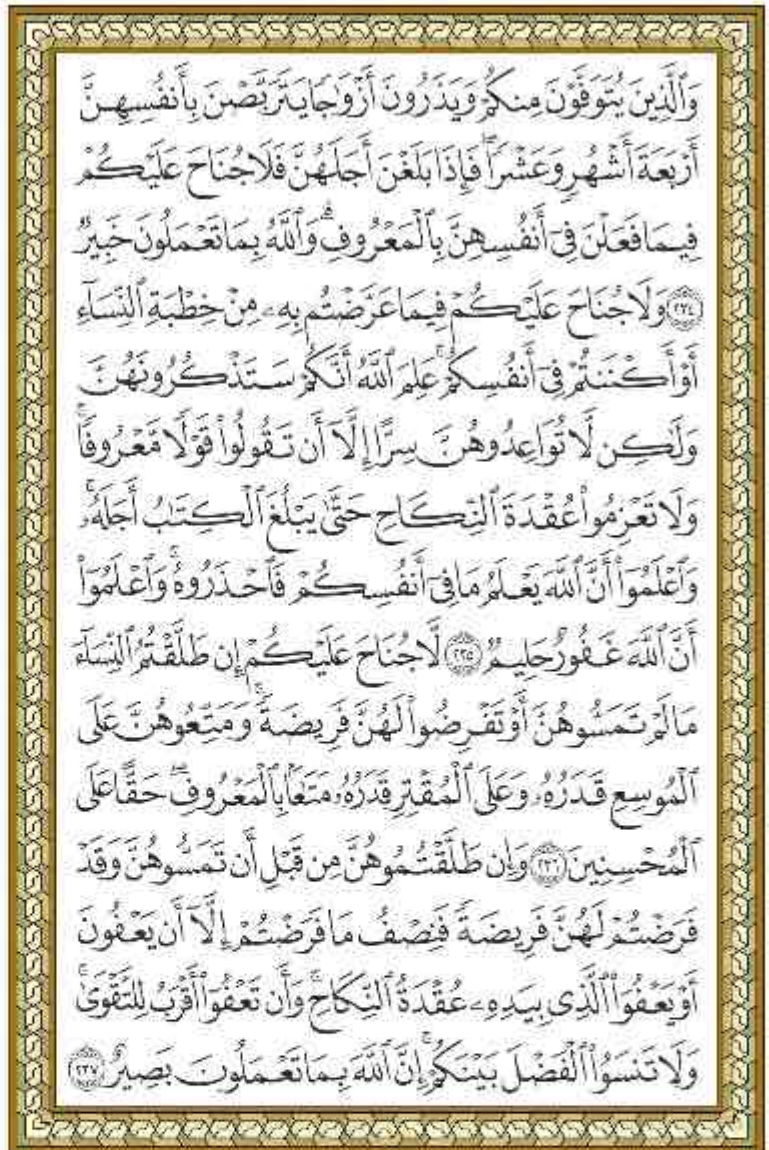 وَٱلَّذِينَ يُتَوَفَّوْنَ مِنكُمْ وَيَذَرُونَ أَزْوَٰجًا يَتَرَبَّصْنَ بِأَنفُسِهِنَّ
أَرْبَعَةَ أَشْهُرٍ وَعَشْرًا ۖ فَإِذَا بَلَغْنَ أَجَلَهُنَّ فَلَا جُنَاحَ عَلَيْكُمْ
فِيمَا فَعَلْنَ فِىٓ أَنفُسِهِنَّ بِٱلْمَعْرُوفِ ۗ وَٱللَّهُ بِمَا تَعْمَلُونَ خَبِيرٌ
٢٣٤ وَلَا جُنَاحَ عَلَيْكُمْ فِيمَا عَرَّضْتُم بِهِۦ مِنْ خِطْبَةِ ٱلنِّسَآءِ
أَوْ أَكْنَنتُمْ فِىٓ أَنفُسِكُمْ ۚ عَلِمَ ٱللَّهُ أَنَّكُمْ سَتَذْكُرُونَهُنَّ
وَلَٰكِن لَّا تُوَاعِدُوهُنَّ سِرًّا إِلَّآ أَن تَقُولُوا۟ قَوْلًا مَّعْرُوفًا ۚ
وَلَا تَعْزِمُوا۟ عُقْدَةَ ٱلنِّكَاحِ حَتَّىٰ يَبْلُغَ ٱلْكِتَٰبُ أَجَلَهُۥ ۚ
وَٱعْلَمُوٓا۟ أَنَّ ٱللَّهَ يَعْلَمُ مَا فِىٓ أَنفُسِكُمْ فَٱحْذَرُوهُ ۚ وَٱعْلَمُوٓا۟
أَنَّ ٱللَّهَ غَفُورٌ حَلِيمٌ ٢٣٥ لَّا جُنَاحَ عَلَيْكُمْ إِن طَلَّقْتُمُ ٱلنِّسَآءَ
مَا لَمْ تَمَسُّوهُنَّ أَوْ تَفْرِضُوا۟ لَهُنَّ فَرِيضَةً ۚ وَمَتِّعُوهُنَّ عَلَى
ٱلْمُوسِعِ قَدَرُهُۥ وَعَلَى ٱلْمُقْتِرِ قَدَرُهُۥ مَتَٰعًۢا بِٱلْمَعْرُوفِ ۖ حَقًّا عَلَى
ٱلْمُحْسِنِينَ ٢٣٦ وَإِن طَلَّقْتُمُوهُنَّ مِن قَبْلِ أَن تَمَسُّوهُنَّ وَقَدْ
فَرَضْتُمْ لَهُنَّ فَرِيضَةً فَنِصْفُ مَا فَرَضْتُمْ إِلَّآ أَن يَعْفُونَ
أَوْ يَعْفُوَا۟ ٱلَّذِى بِيَدِهِۦ عُقْدَةُ ٱلنِّكَاحِ ۚ وَأَن تَعْفُوٓا۟ أَقْرَبُ لِلتَّقْوَىٰ ۚ
وَلَا تَنسَوُا۟ ٱلْفَضْلَ بَيْنَكُمْ ۚ إِنَّ ٱللَّهَ بِمَا تَعْمَلُونَ بَصِيرٌ ٢٣٧